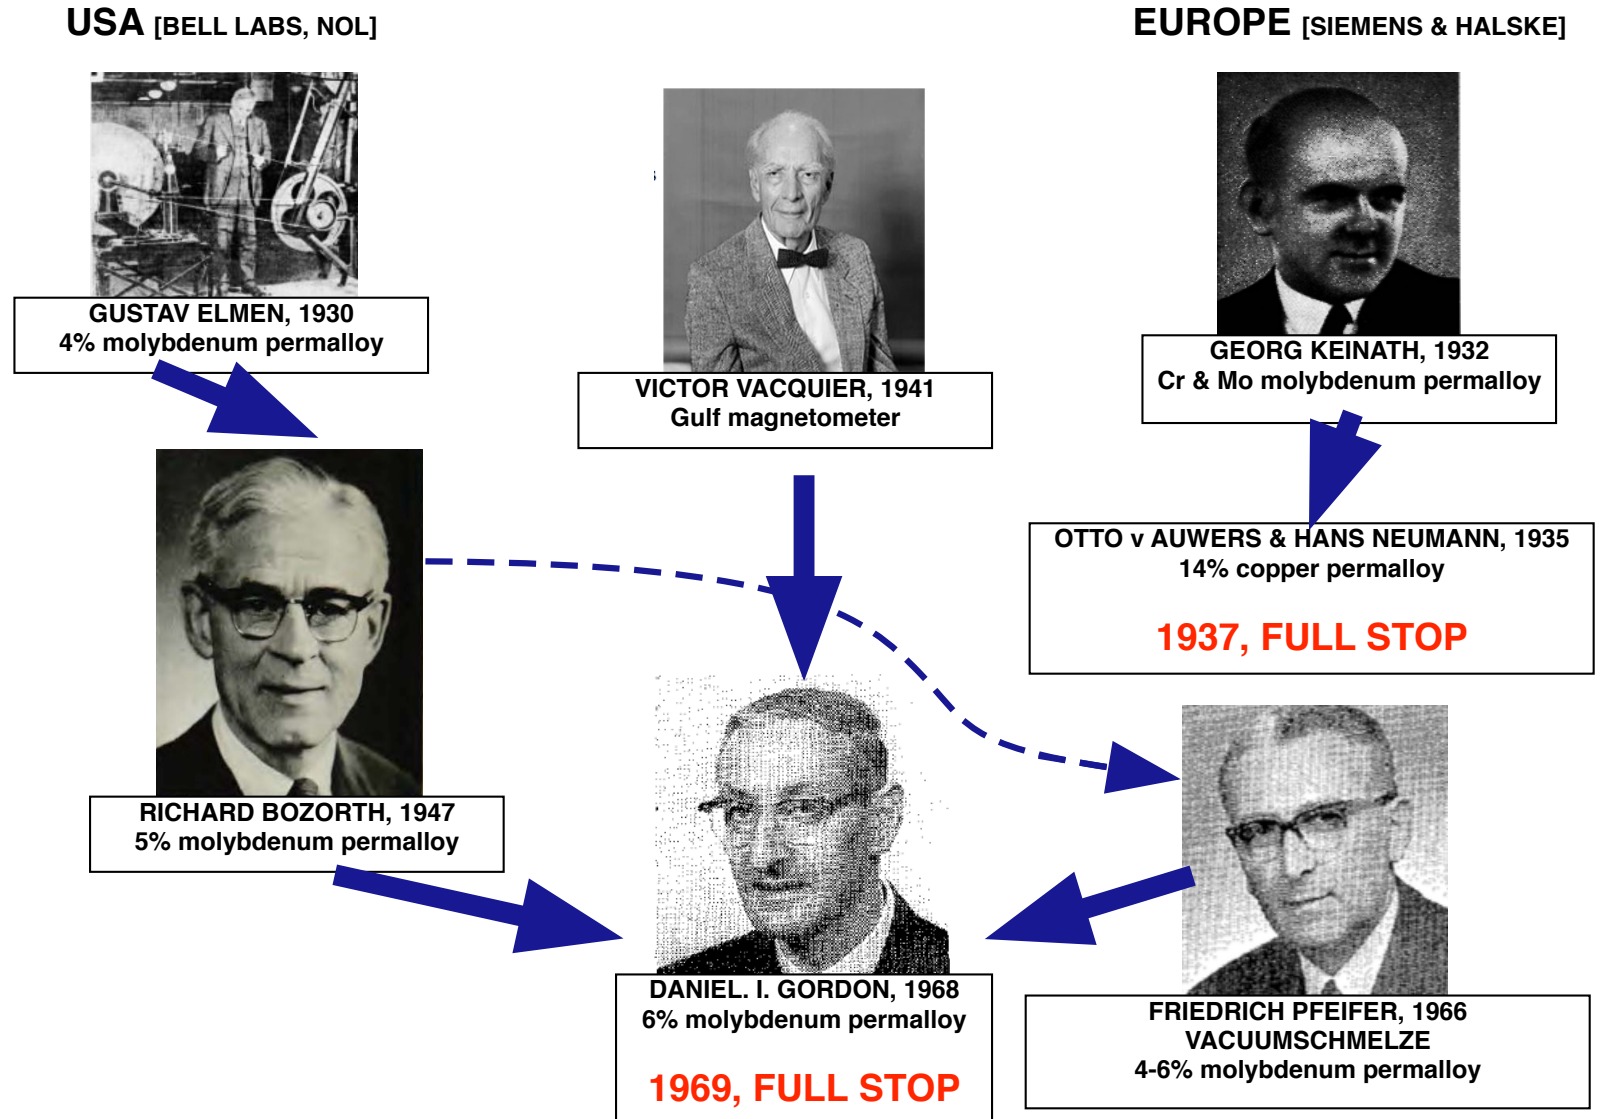 USA [BELL LABS, NOL]
EUROPE [SIEMENS & HALSKE]
GUSTAV ELMEN, 1930
4% molybdenum permalloy
VICTOR VACQUIER, 1941
Gulf magnetometer
GEORG KEINATH, 1932
Cr & Mo molybdenum permalloy
OTTO v AUWERS & HANS NEUMANN, 1935
14% copper permalloy
1937, FULL STOP
RICHARD BOZORTH, 1947
5% molybdenum permalloy
DANIEL. I. GORDON, 1968
6% molybdenum permalloy
1969, FULL STOP
FRIEDRICH PFEIFER, 1966
VACUUMSCHMELZE
4-6% molybdenum permalloy